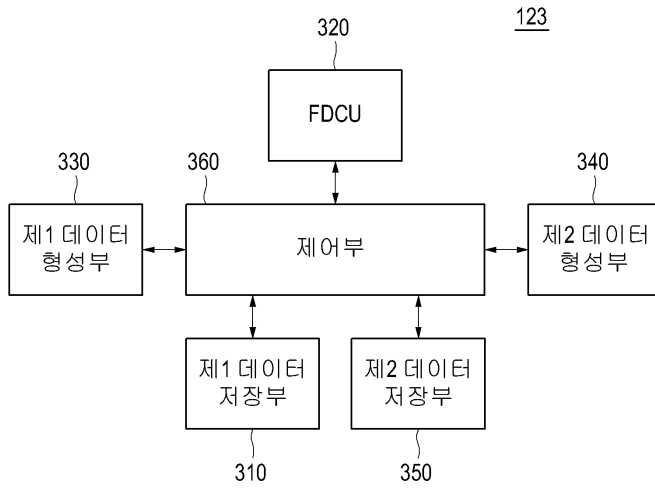 123
320
FDCU
330
360
340
제1 데이터
형성부
제어부
제2 데이터
형성부
제1 데이터
저장부
제2 데이터
저장부
310
350